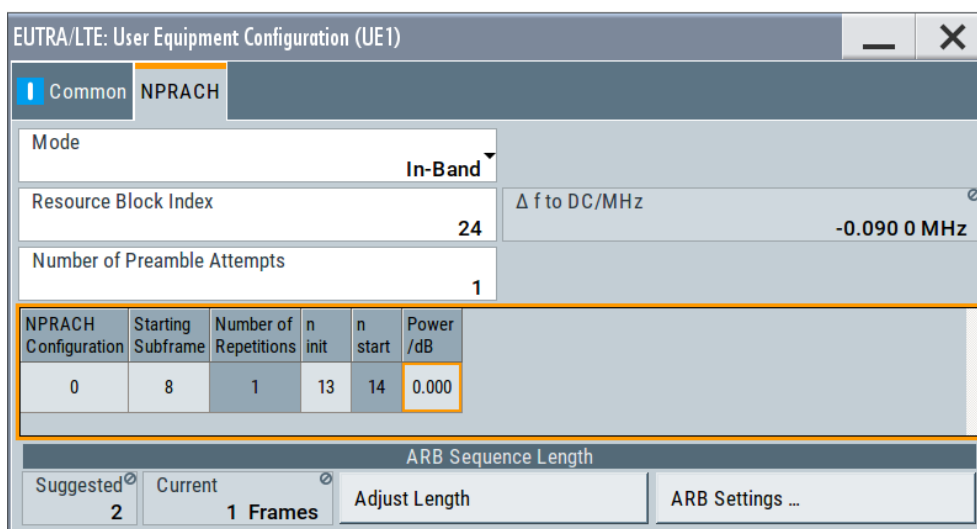 EUTRA/LTE: User Equipment Configuration (UE1)
Common NPRACH
Mode
In-Band
Resource Block Index
24
Δ f to DC/MHz
-0.090 0 MHz
Number of Preamble Attempts
1
NPRACH Starting Number of n n Power
Configuration Subframe Repetitions init start /dB
0 8 1 13 14 0.000
ARB Sequence Length
Suggested Current
2 1 Frames
Adjust Length
ARB Settings ...